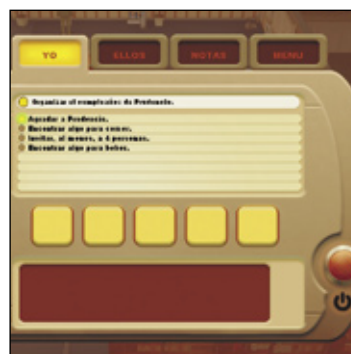 YO
ELLOS
NOTAS
MENU
Organizar el cumpleaños de Prudencio.
Agradar a Prudencio.
Encontrar algo para comer.
Invitar, al menos, a 4 personas.
Encontrar algo para beber.